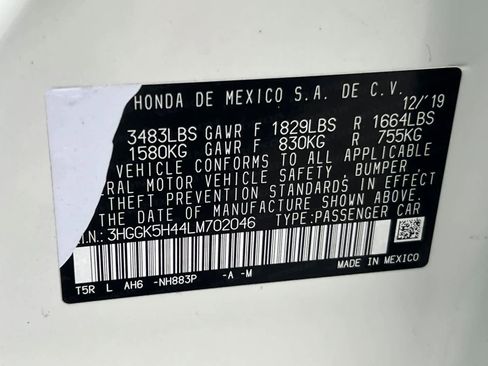 HONDA DE MEXICO S.A. DE C.V.
12/'19
3483LBS GAWR F 1829LBS R 1664LBS
1580KG GAWR F 830KG R 755KG
VEHICLE CONFORMS TO ALL APPLICABLE
RAL MOTOR VEHICLE SAFETY, BUMPER,
THEFT PREVENTION STANDARDS IN EFFECT
DATE OF MANUFACTURE SHOWN ABOVE.
.N.: 3HGGK5H44LM702046 TYPE:PASSENGER CAR
T5R L AH6 -NH883P -A -M MADE IN MEXICO